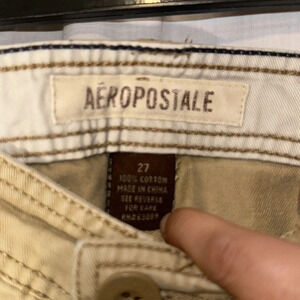 AÉROPOSTALE
27
100% COTTON
MADE IN CHINA
SEE REVERSE
FOR CARE